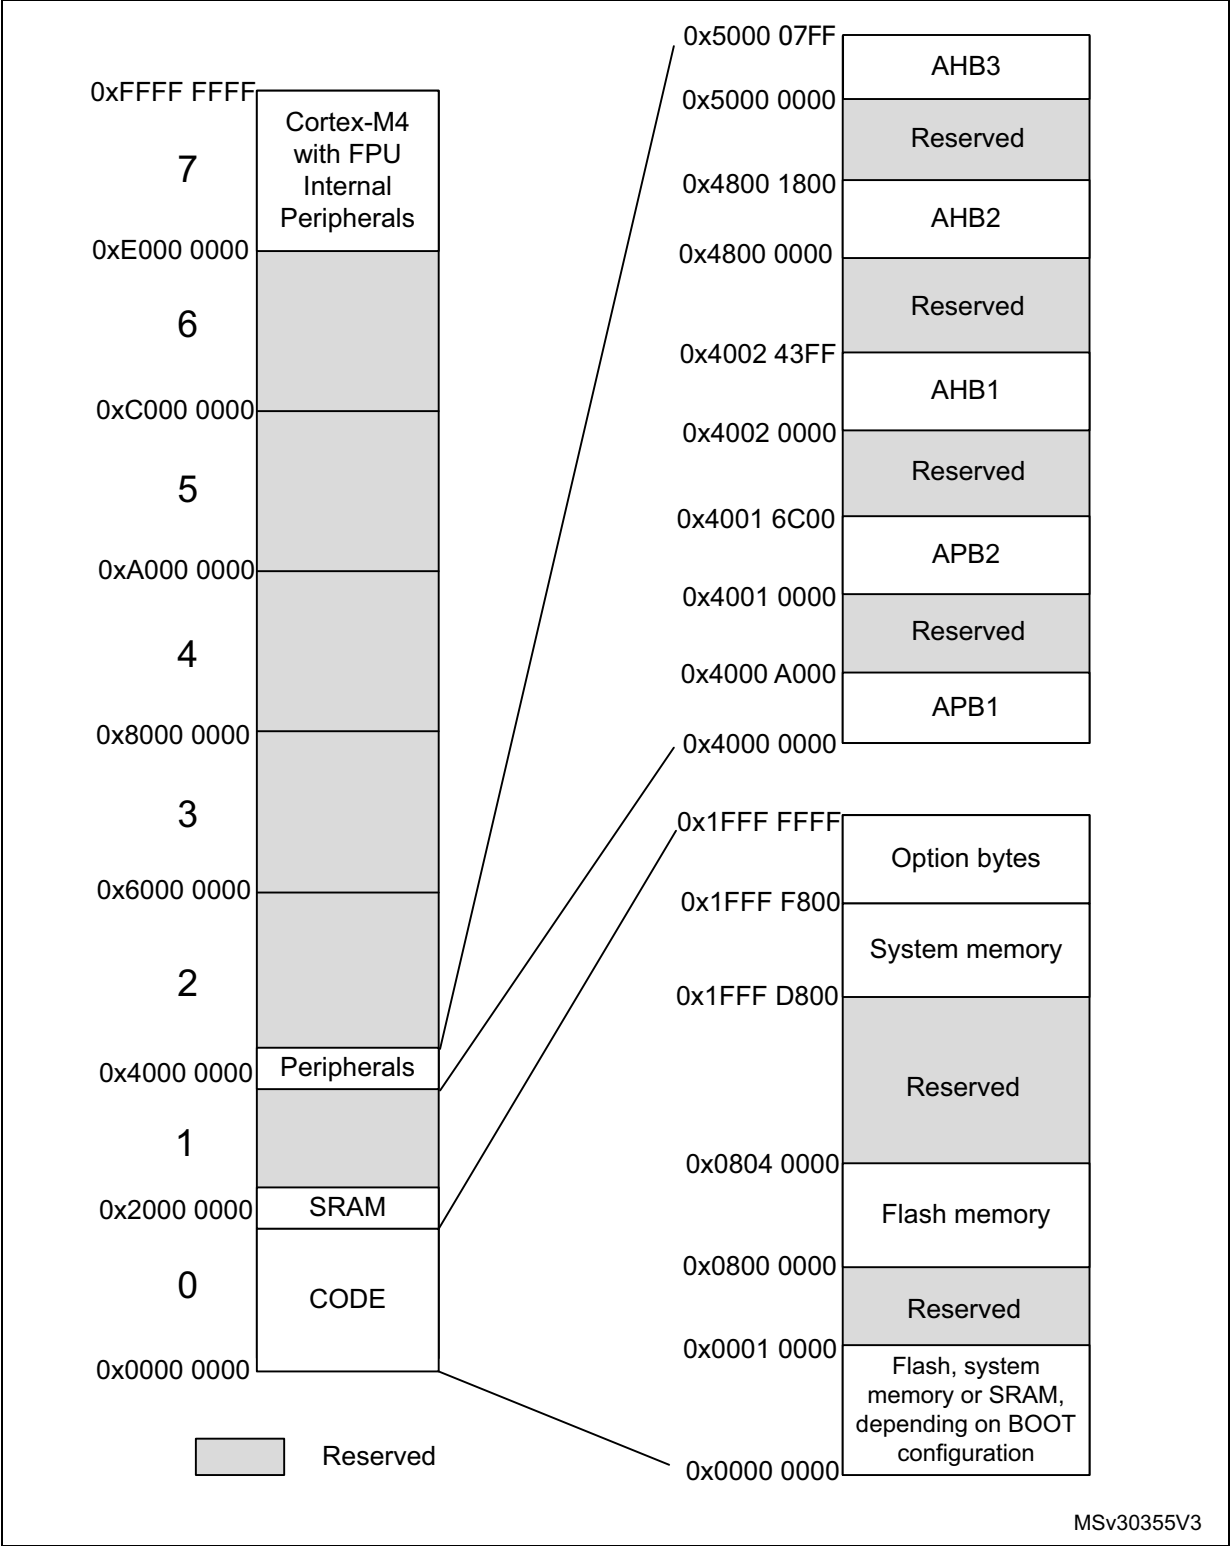 0xFFFF FFFF
Cortex-M4
with FPU
Internal
Peripherals
7
0xE000 0000
6
0xC000 0000
5
0xA000 0000
4
0x8000 0000
3
0x6000 0000
2
Peripherals
0x4000 0000
1
SRAM
0x2000 0000
0
CODE
0x0000 0000
Reserved
0x5000 07FF
AHB3
0x5000 0000
Reserved
0x4800 1800
AHB2
0x4800 0000
Reserved
0x4002 43FF
AHB1
0x4002 0000
Reserved
0x4001 6C00
APB2
0x4001 0000
Reserved
0x4000 A000
APB1
0x4000 0000
0x1FFF FFFF
Option bytes
0x1FFF F800
System memory
0x1FFF D800
Reserved
0x0804 0000
Flash memory
0x0800 0000
Reserved
0x0001 0000
Flash, system
memory or SRAM,
depending on BOOT
configuration
0x0000 0000
MSv30355V3